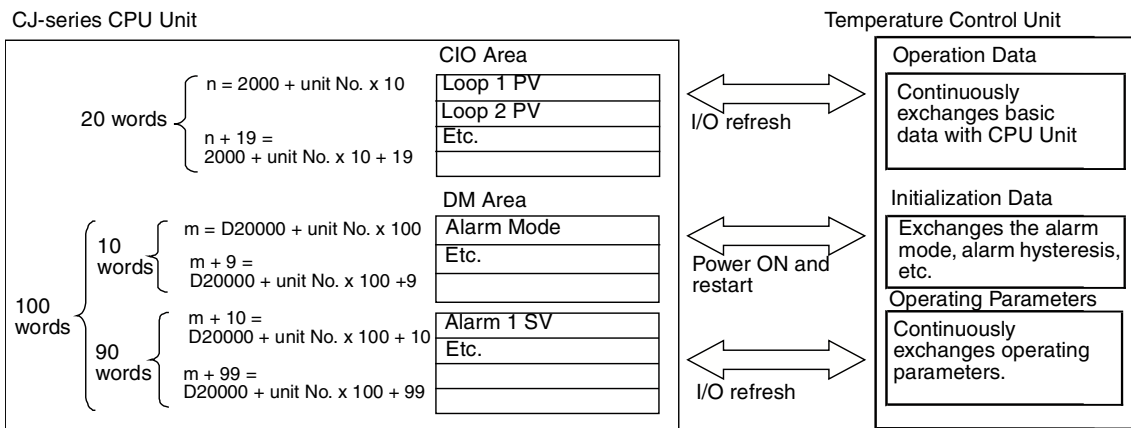 CJ-series CPU Unit
Temperature Control Unit
CIO Area
20 words
n = 2000 + unit No. x 10
n + 19 =
2000 + unit No. x 10 + 19
Loop 1 PV
Loop 2 PV
Etc.
I/O refresh
Operation Data
Continuously
exchanges basic
data with CPU Unit
DM Area
100
words
10
words
m = D20000 + unit No. x 100
m + 9 =
D20000 + unit No. x 100 +9
Alarm Mode
Etc.
Power ON and
restart
Initialization Data
Exchanges the alarm
mode, alarm hysteresis,
etc.
90
words
m + 10 =
D20000 + unit No. x 100 + 10
m + 99 =
D20000 + unit No. x 100 + 99
Alarm 1 SV
Etc.
I/O refresh
Operating Parameters
Continuously
exchanges operating
parameters.